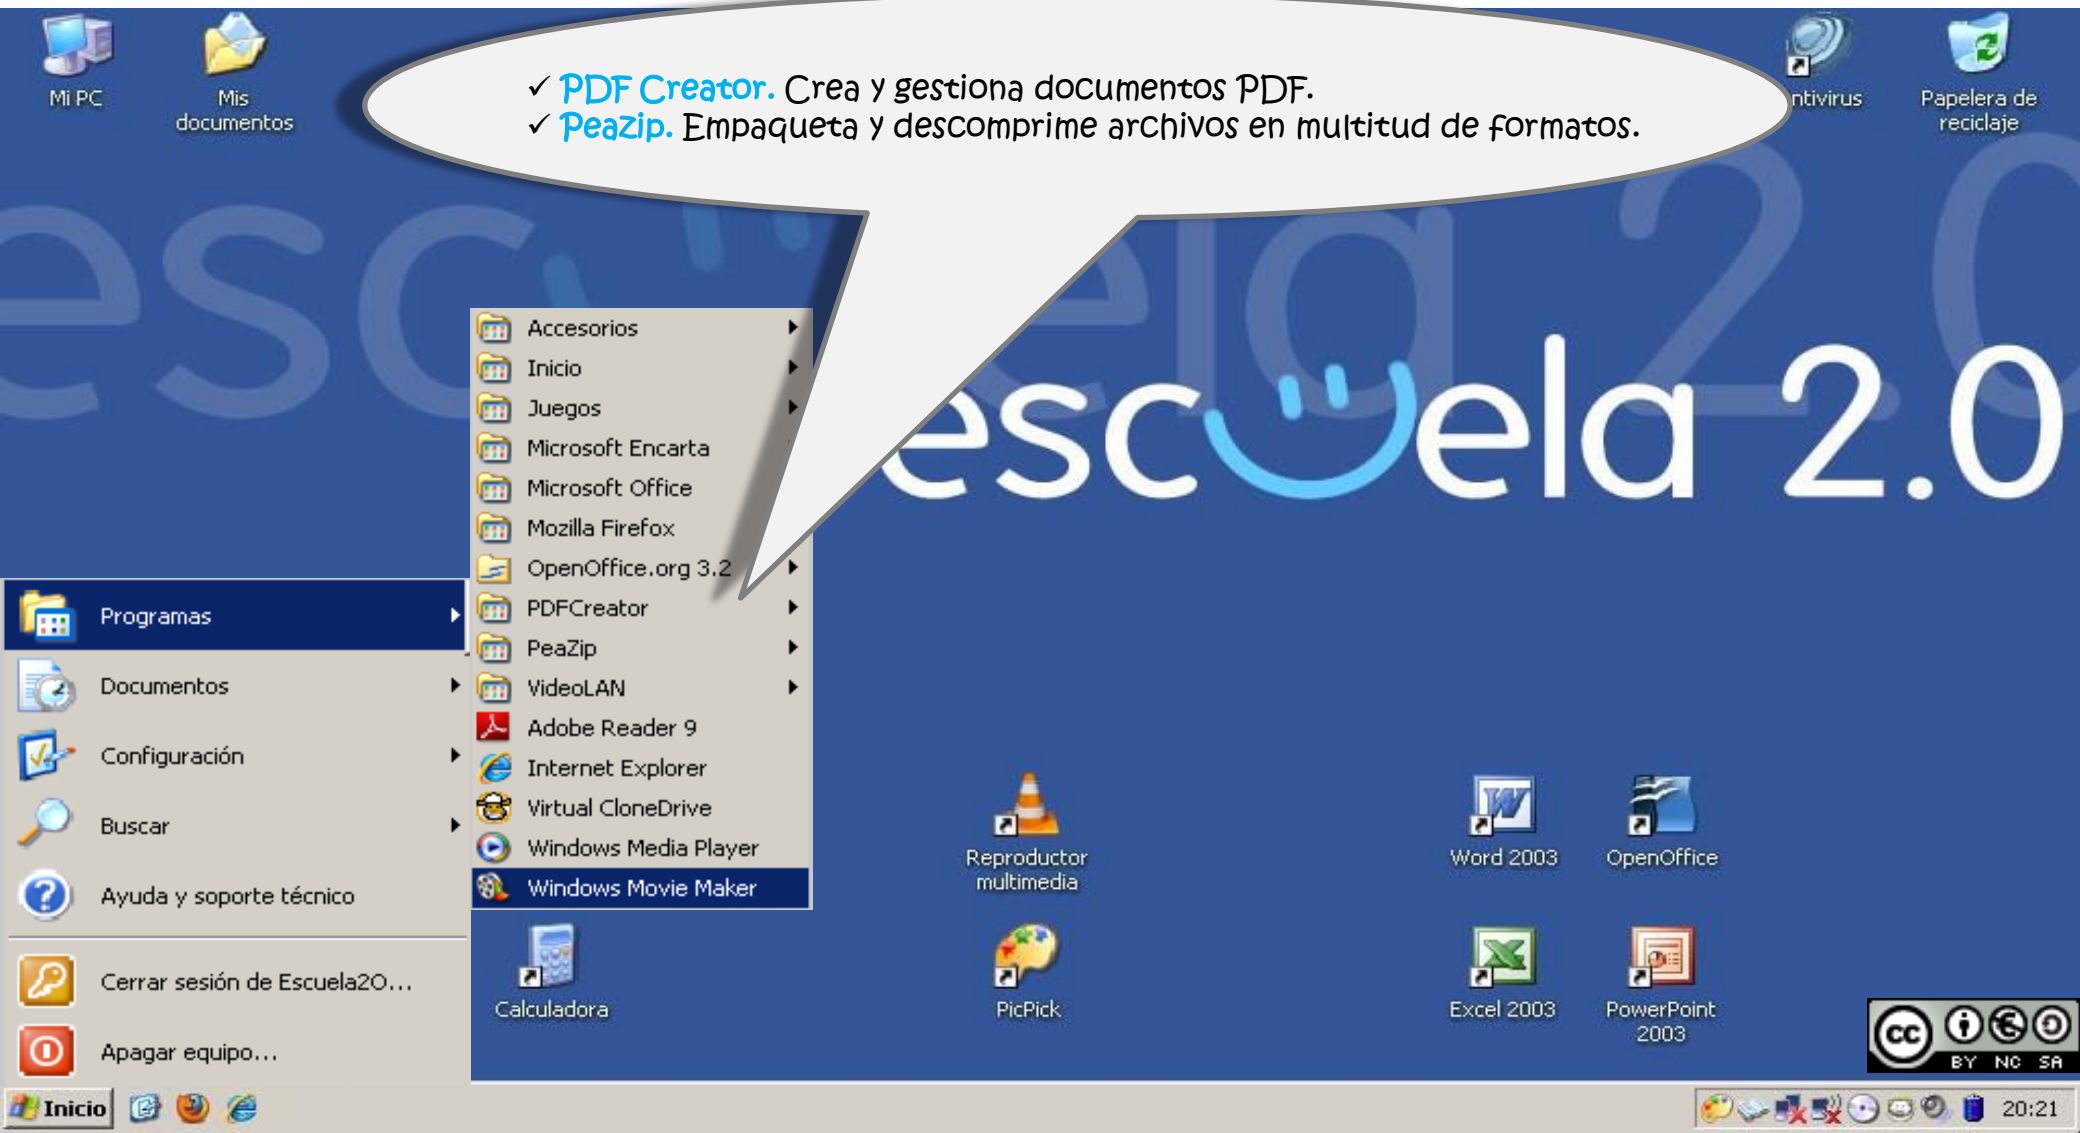 ✓ PDF Creator. Crea y gestiona documentos PDF.
✓ Peazip. Empaqueta y descomprime archivos en multitud de formatos.
Mi PC
Mis
documentos
Papelera de
reciclaje
escuela 2.0
Accesorios
Inicio
Juegos
Microsoft Encarta
Microsoft Office
Mozilla Firefox
OpenOffice.org 3.2
PDFCreator
PeaZip
VideoLAN
Adobe Reader 9
Internet Explorer
Virtual CloneDrive
Windows Media Player
Windows Movie Maker
Programas
Documentos
Configuración
Buscar
Ayuda y soporte técnico
Cerrar sesión de Escuela2O...
Apagar equipo...
Reproductor
multimedia
Word 2003
OpenOffice
Calculadora
PicPick
Excel 2003
PowerPoint
2003
cc
BY NC SA
Inicio
20:21